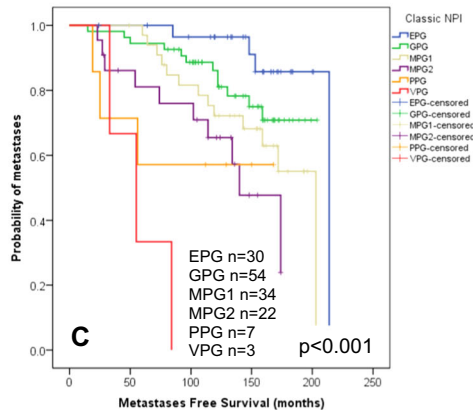 Classic NPI
EPG
GPG
MPG1
MPG2
PPG
VPG
EPG-censored
GPG-censored
MPG1-censored
MPG2-censored
PPG-censored
VPG-censored
Probability of metastases
1.0
0.8
0.6
0.4
0.2
0.0
EPG n=30
GPG n=54
MPG1 n=34
MPG2 n=22
PPG n=7
VPG n=3
C
p<0.001
0 50 100 150 200 250
Metastases Free Survival (months)